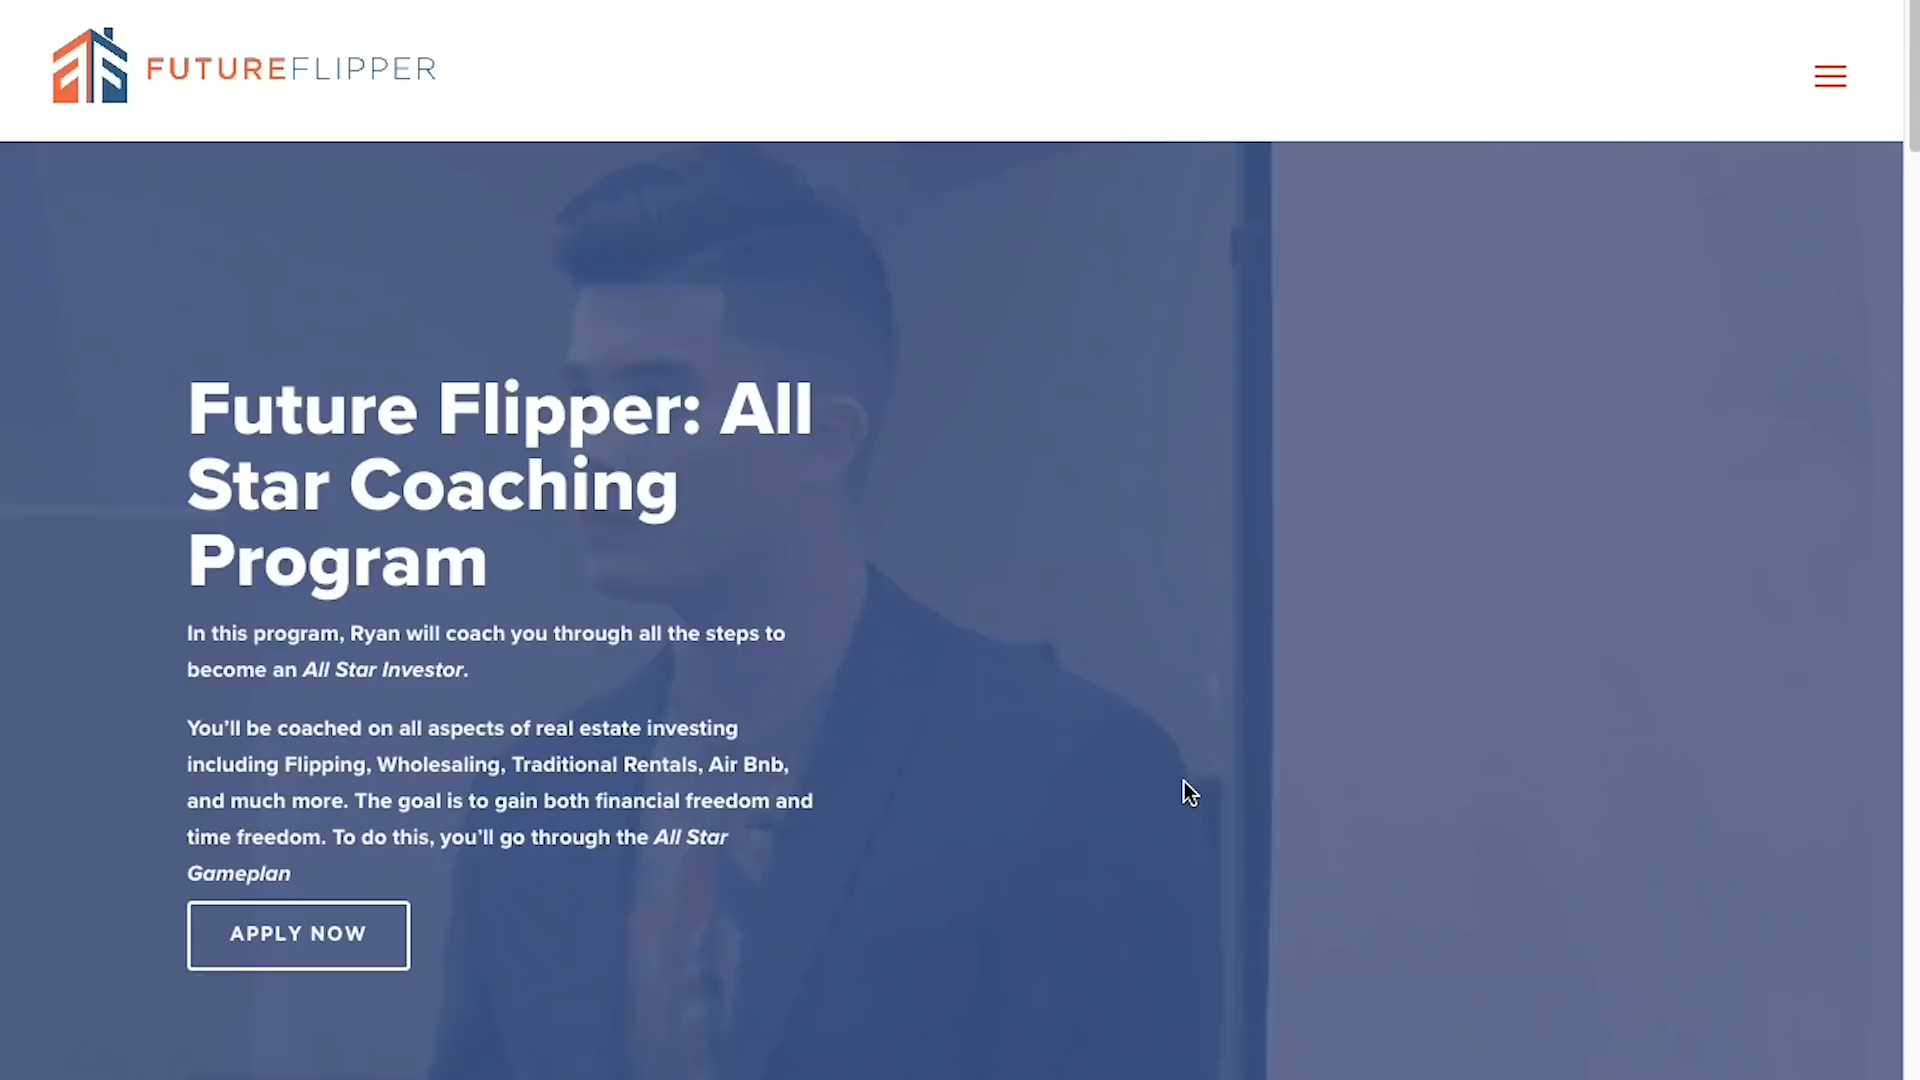 FUTUREFLIPPER
Future Flipper: All
Star Coaching
Program
In this program, Ryan will coach you through all the steps to
become an All Star Investor.
You’ll be coached on all aspects of real estate investing
including Flipping, Wholesaling, Traditional Rentals, Air Bnb,
and much more. The goal is to gain both financial freedom and
time freedom. To do this, you’ll go through the All Star
Gameplan
APPLY NOW